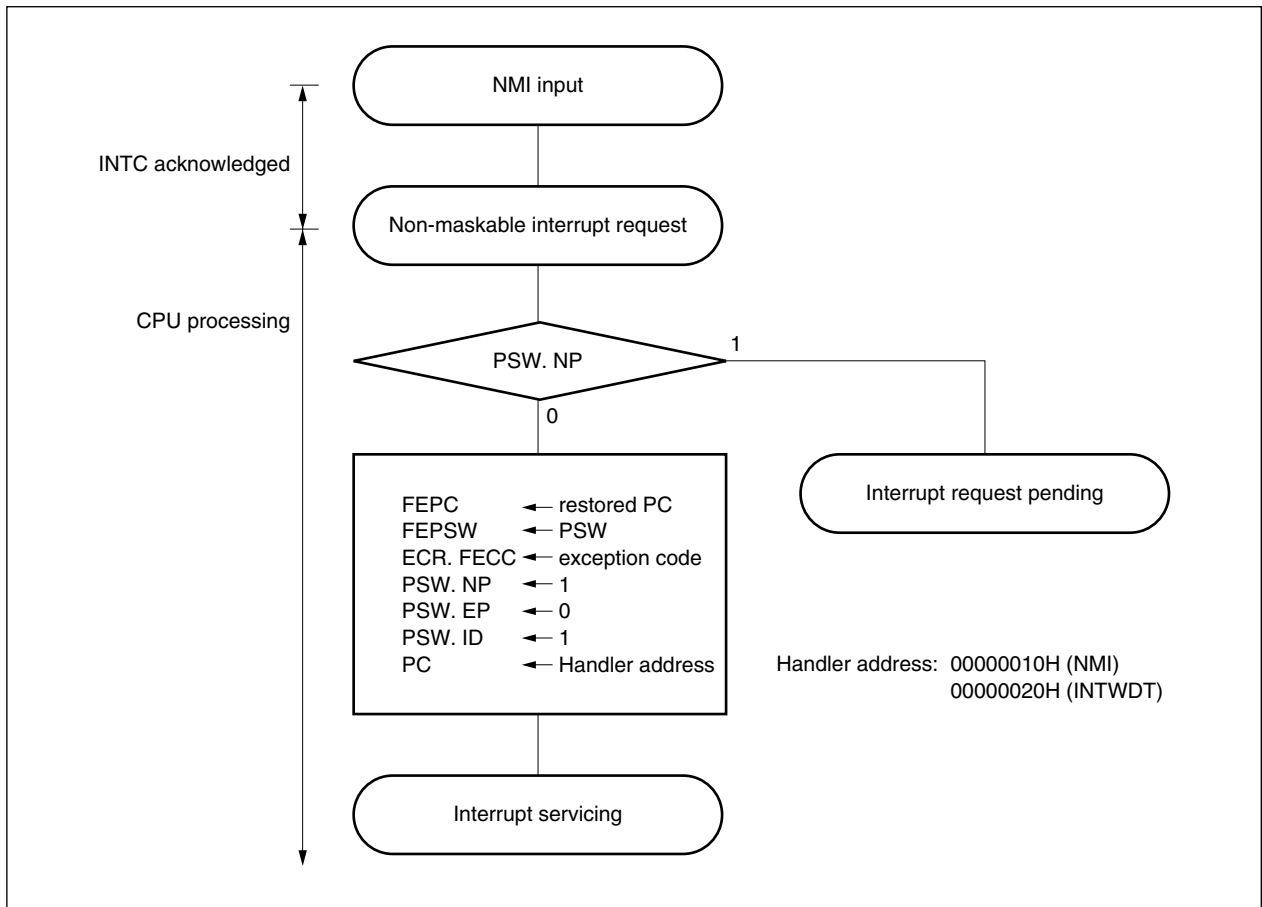 NMI input
INTC acknowledged
Non-maskable interrupt request
CPU processing
PSW. NP
1
0
Interrupt request pending
FEPC ← restored PC
FEPSW ← PSW
ECR. FECC ← exception code
PSW. NP ← 1
PSW. EP ← 0
PSW. ID ← 1
PC ← Handler address
Handler address: 00000010H (NMI)
00000020H (INTWDT)
Interrupt servicing